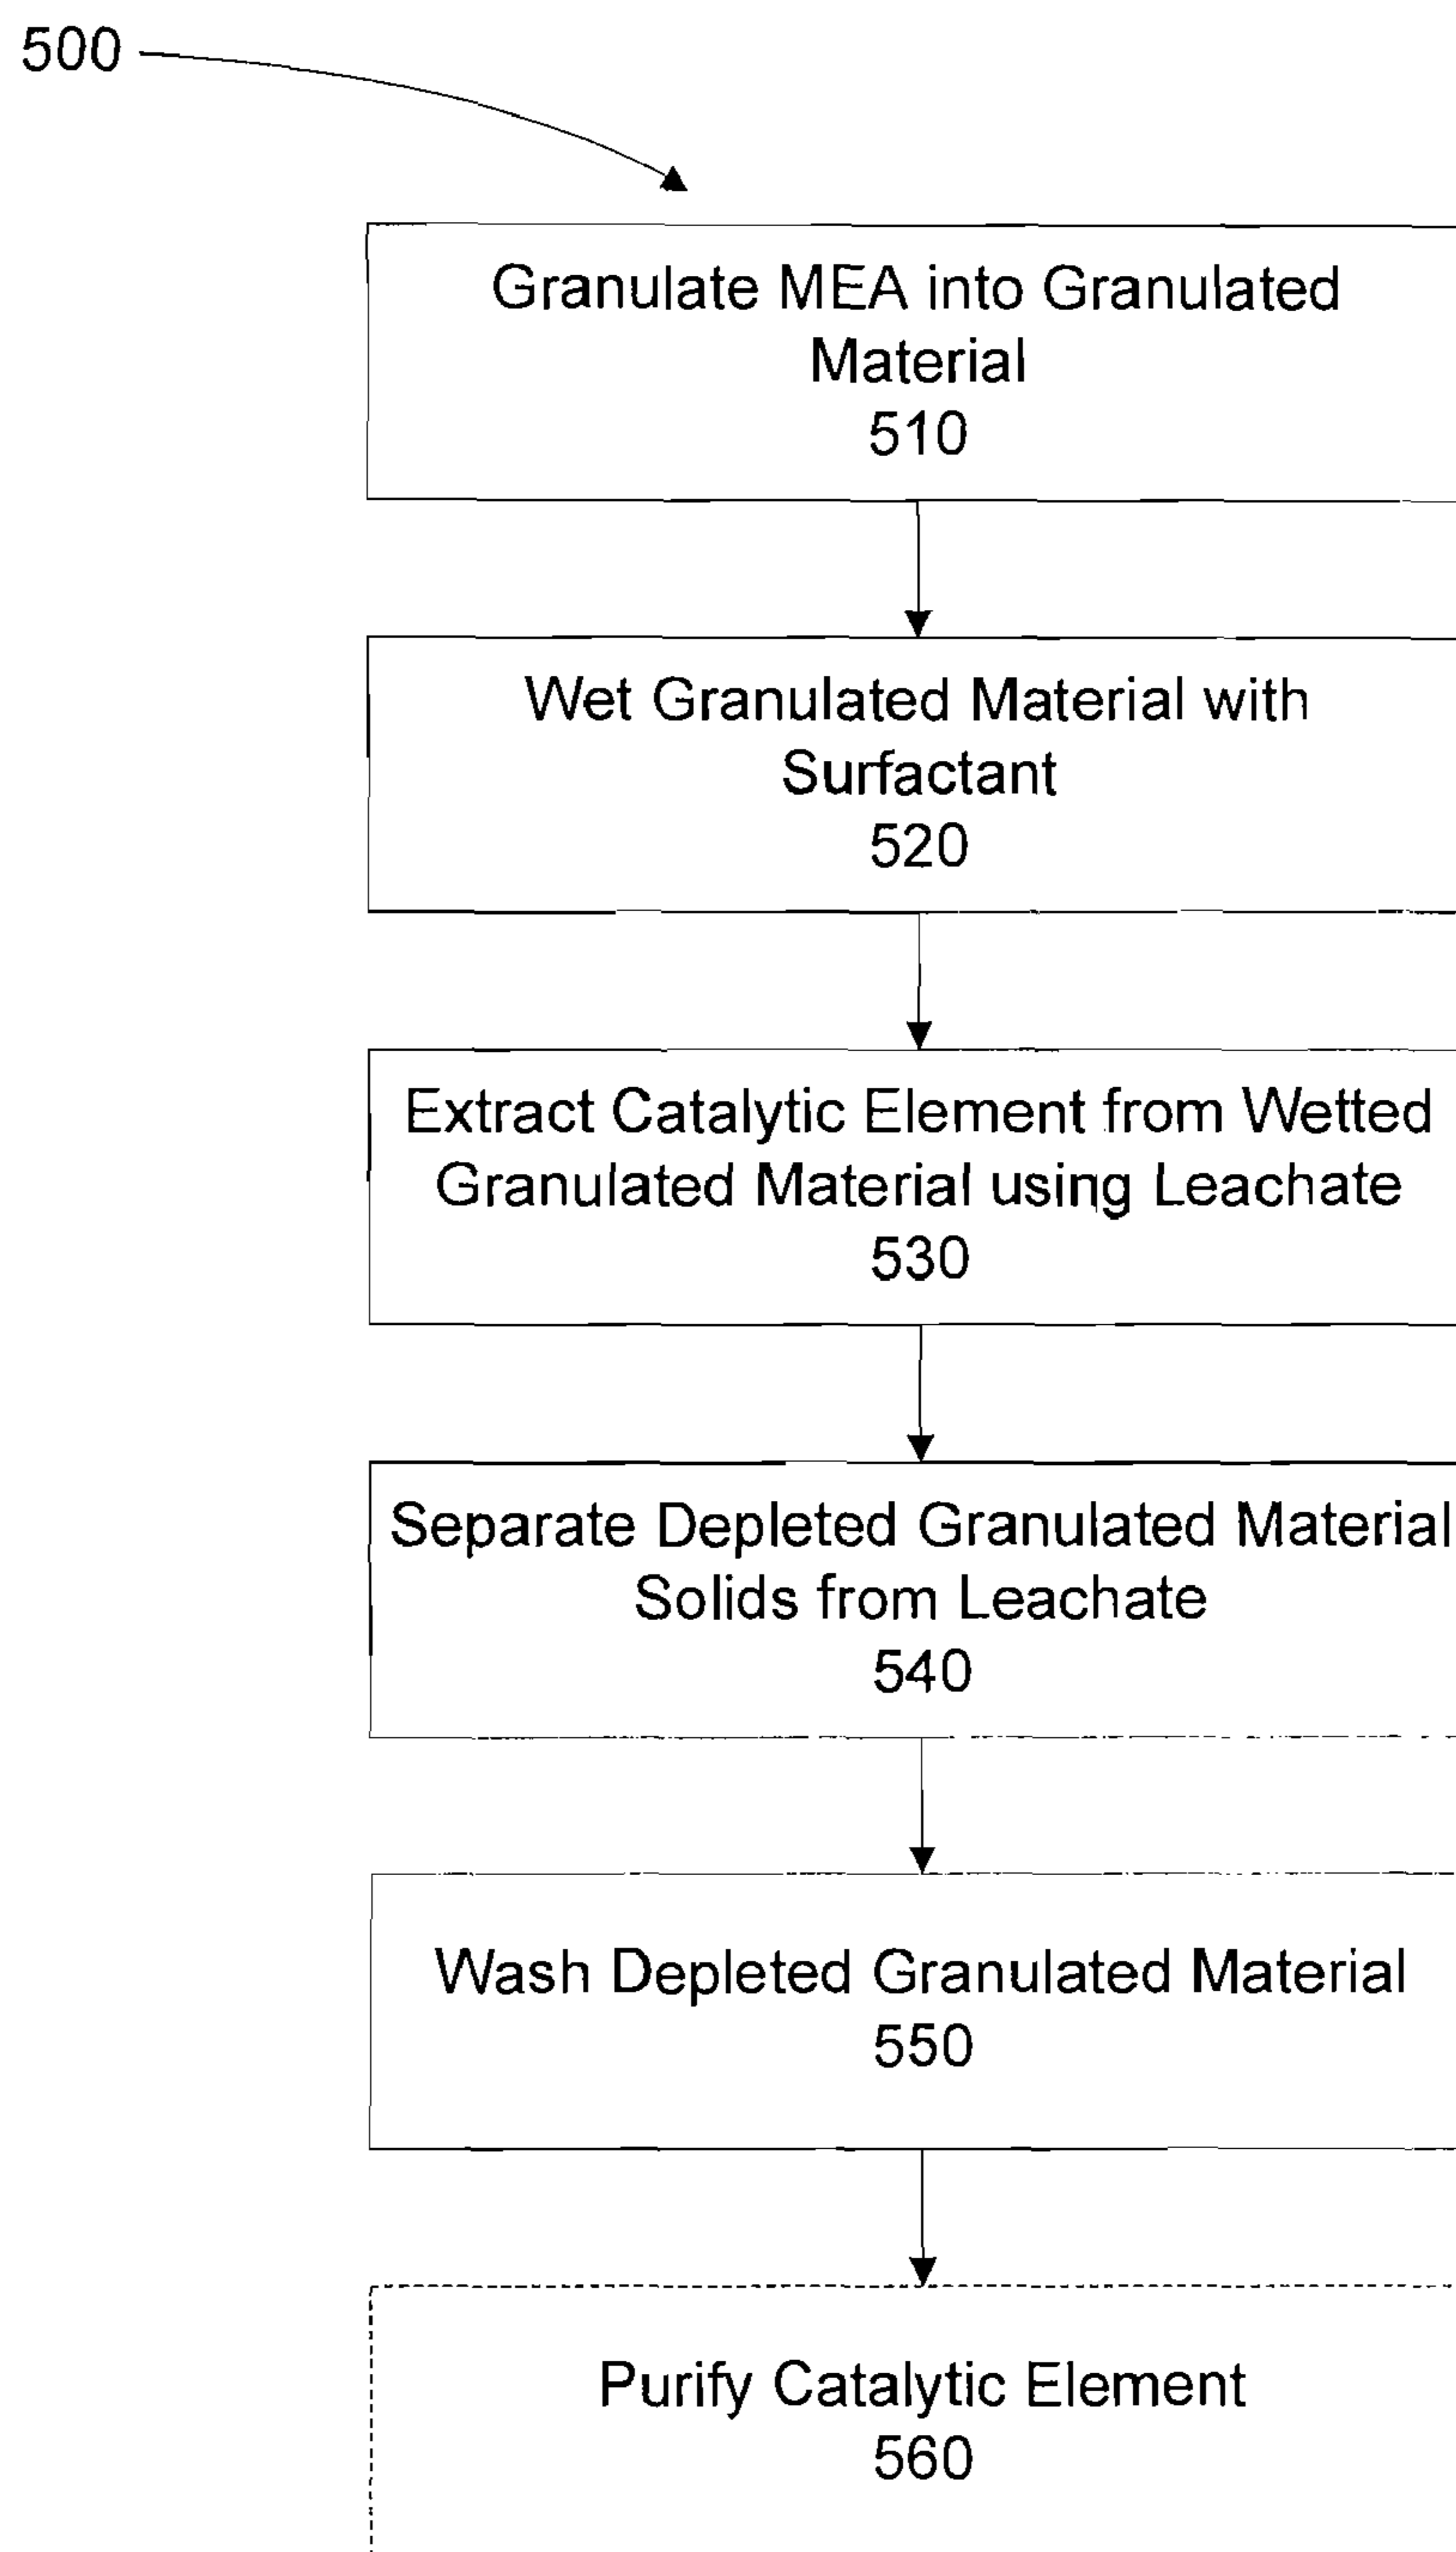 500
Granulate MEA into Granulated
Material
510
Wet Granulated Material with
Surfactant
520
Extract Catalytic Element from Wetted
Granulated Material using Leachate
530
Separate Depleted Granulated Material
Solids from Leachate
540
Wash Depleted Granulated Material
550
Purify Catalytic Element
560